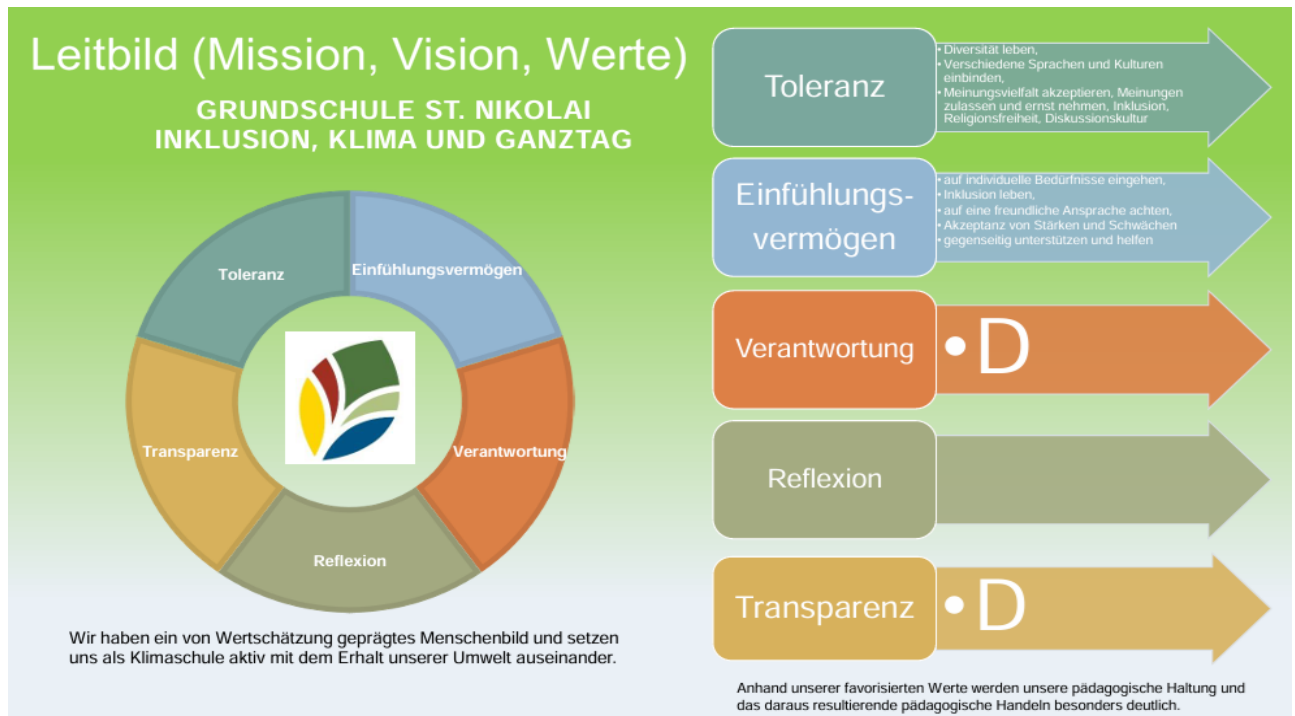 Leitbild (Mission, Vision, Werte)
GRUNDSCHULE ST. NIKOLAI
INKLUSION, KLIMA UND GANZTAG
Toleranz
Einfühlungsvermögen
Transparenz
Verantwortung
Reflexion
Wir haben ein von Wertschätzung geprägtes Menschenbild und setzen
uns als Klimaschule aktiv mit dem Erhalt unserer Umwelt auseinander.
Toleranz
• Diversität leben,
• Verschiedene Sprachen und Kulturen
einbinden,
• Meinungsvielfalt akzeptieren, Meinungen
zulassen und ernst nehmen, Inklusion,
Religionsfreiheit, Diskussionskultur
Einfühlungs-
vermögen
• auf individuelle Bedürfnisse eingehen,
• Inklusion leben,
• auf eine freundliche Ansprache achten,
• Akzeptanz von Stärken und Schwächen
• gegenseitig unterstützen und helfen
Verantwortung
• D
Reflexion
Transparenz
• D
Anhand unserer favorisierten Werte werden unsere pädagogische Haltung und
das daraus resultierende pädagogische Handeln besonders deutlich.